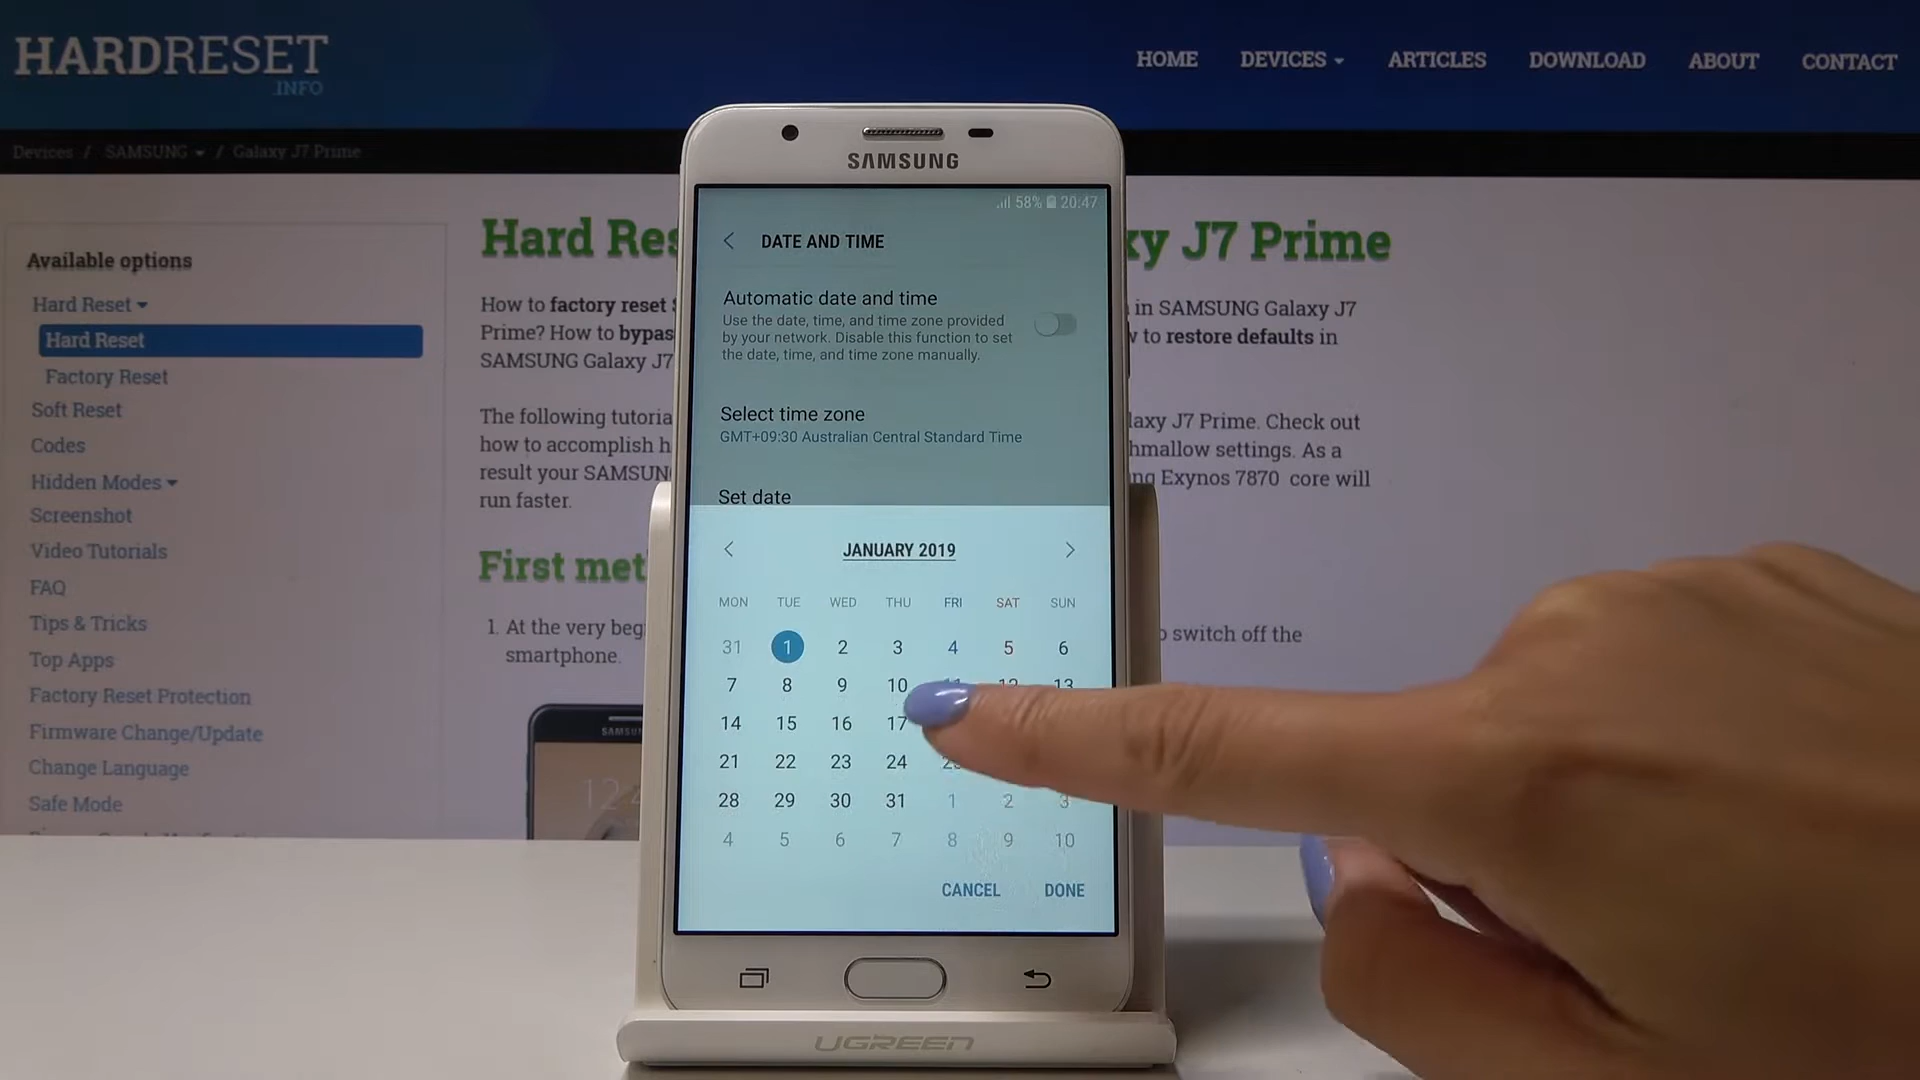 HARDRESET
.INFO
HOME DEVICES ARTICLES DOWNLOAD ABOUT CONTACT
Devices / SAMSUNG / Galaxy J7 Prime
Available options
Hard Reset
Hard Reset
Factory Reset
Soft Reset
Codes
Hidden Modes
Screenshot
Video Tutorials
FAQ
Tips & Tricks
Top Apps
Factory Reset Protection
Firmware Change/Update
Change Language
Safe Mode
Hard J7 Prime
How to factory reset in SAMSUNG Galaxy J7
Prime? How to to restore defaults in
SAMSUNG Galaxy J7
The following Galaxy J7 Prime. Check out
how to accomplish settings. As a
result your Exynos 7870 core will
run faster.
First
1. At the very switch off the
smartphone.
SAMSUNG
58% 20:47
DATE AND TIME
Automatic date and time
Use the date, time, and time zone provided
by your network. Disable this function to set
the date, time, and time zone manually.
Select time zone
GMT+09:30 Australian Central Standard Time
Set date
JANUARY 2019
MON TUE WED THU FRI SAT SUN
31 1 2 3 4 5 6
7 8 9 10 11 12 13
14 15 16 17
21 22 23 24
28 29 30 31 1 2 3
4 5 6 7 8 9 10
CANCEL DONE
UGREEN